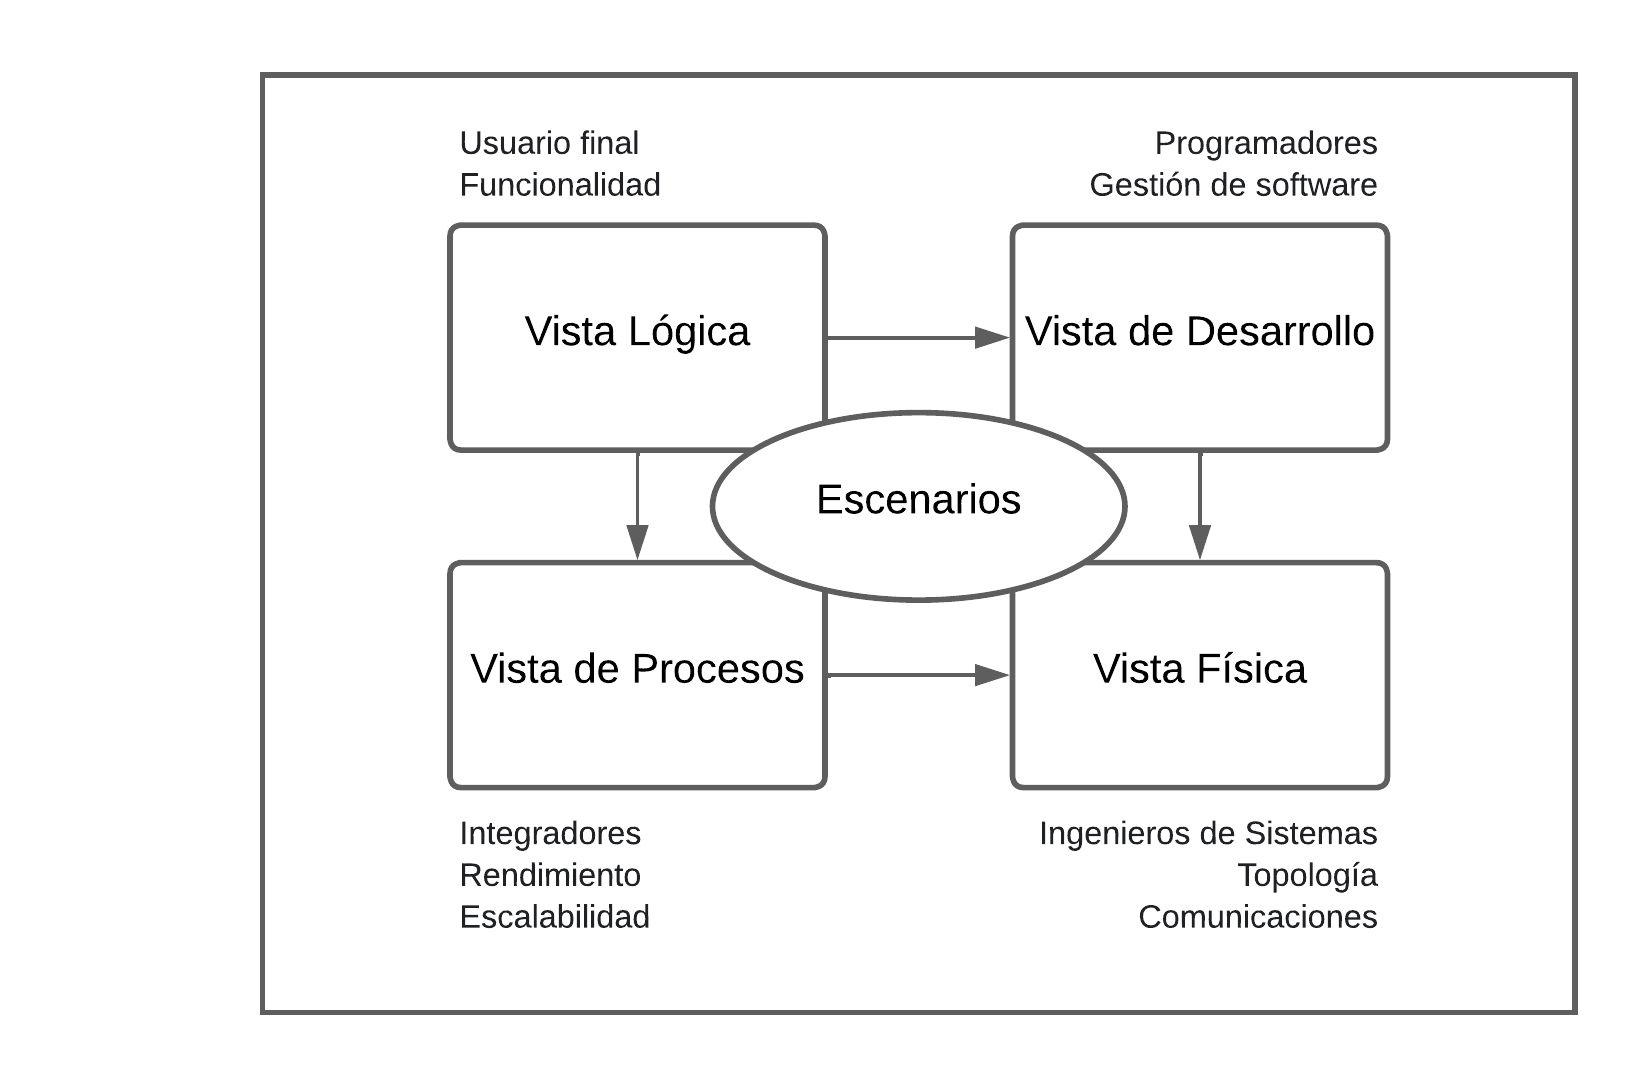 Usuario final
Funcionalidad
Programadores
Gestión de software
Vista Lógica
Vista de Desarrollo
Escenarios
Vista de Procesos
Vista Física
Integradores
Rendimiento
Escalabilidad
Ingenieros de Sistemas
Topología
Comunicaciones